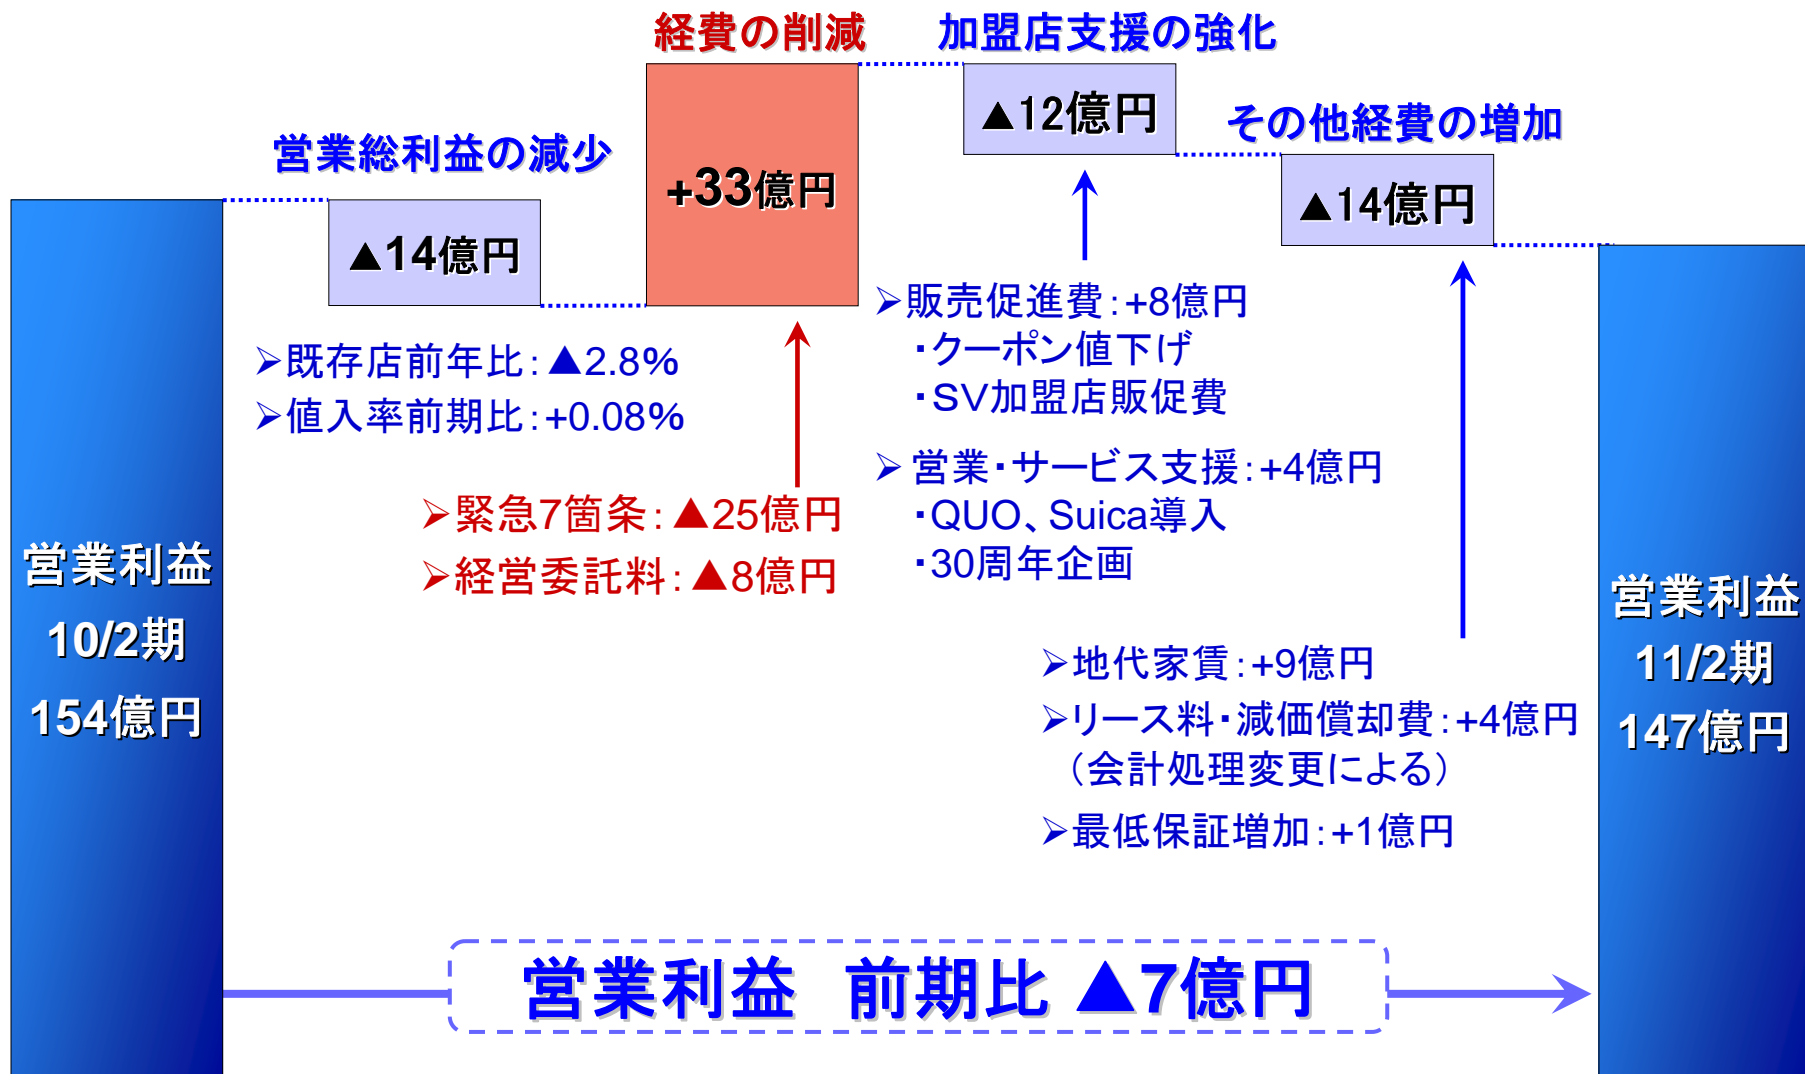 経費の削減
加盟店支援の強化
営業総利益の減少
その他経費の増加
▲14億円
+33億円
▲12億円
▲14億円
➢既存店前年比：▲2.8%
➢値入率前期比：+0.08%
➢緊急7箇条：▲25億円
➢経営委託料：▲8億円
➢販売促進費：+8億円
・クーポン値下げ
・SV加盟店販促費
➢営業・サービス支援：+4億円
・QUO、Suica導入
・30周年企画
➢地代家賃：+9億円
➢リース料・減価償却費：+4億円
（会計処理変更による）
➢最低保証増加：+1億円
営業利益
10/2期
154億円
営業利益
11/2期
147億円
営業利益　前期比 ▲7億円